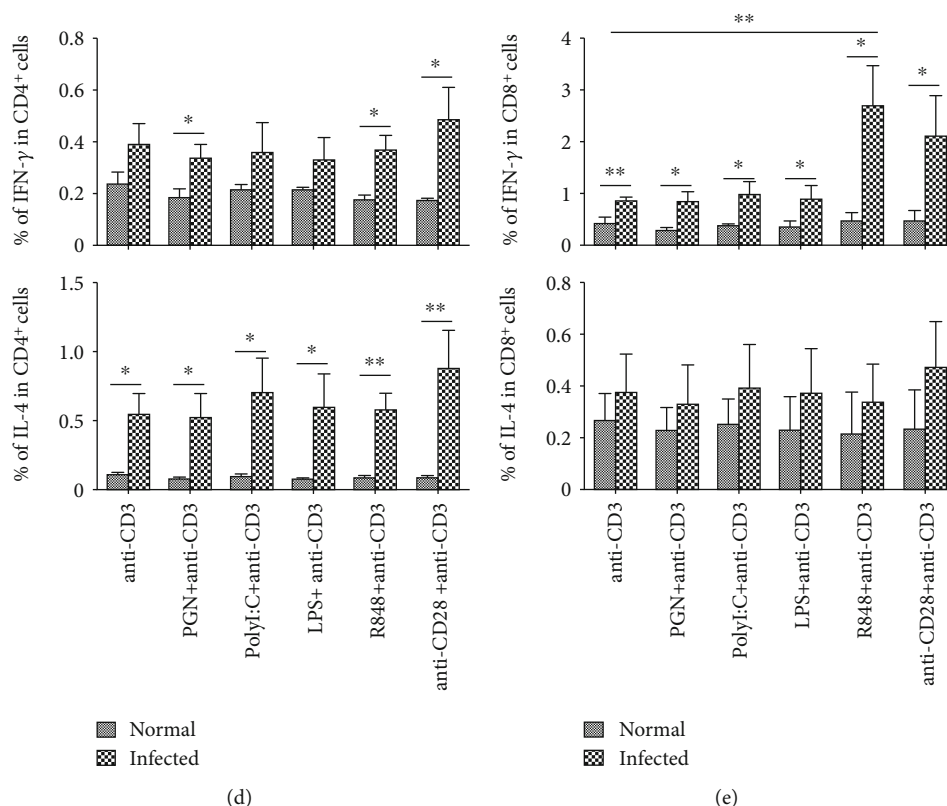 % of IFN-γ in CD4⁺ cells
0.8
0.6
0.4
0.2
0
*
*
*
% of IL-4 in CD4⁺ cells
1.5
1.0
0.5
0
*
*
*
*
**
**
anti-CD3
PGN+anti-CD3
PolyI:C+anti-CD3
LPS+ anti-CD3
R848+anti-CD3
anti-CD28 +anti-CD3
Normal
Infected
(d)
% of IFN-γ in CD8⁺ cells
4
3
2
1
0
**
**
*
*
*
*
*
% of IL-4 in CD8⁺ cells
0.8
0.6
0.4
0.2
0
anti-CD3
PGN+anti-CD3
PolyI:C+anti-CD3
LPS+anti-CD3
R848+anti-CD3
anti-CD28+anti-CD3
Normal
Infected
(e)